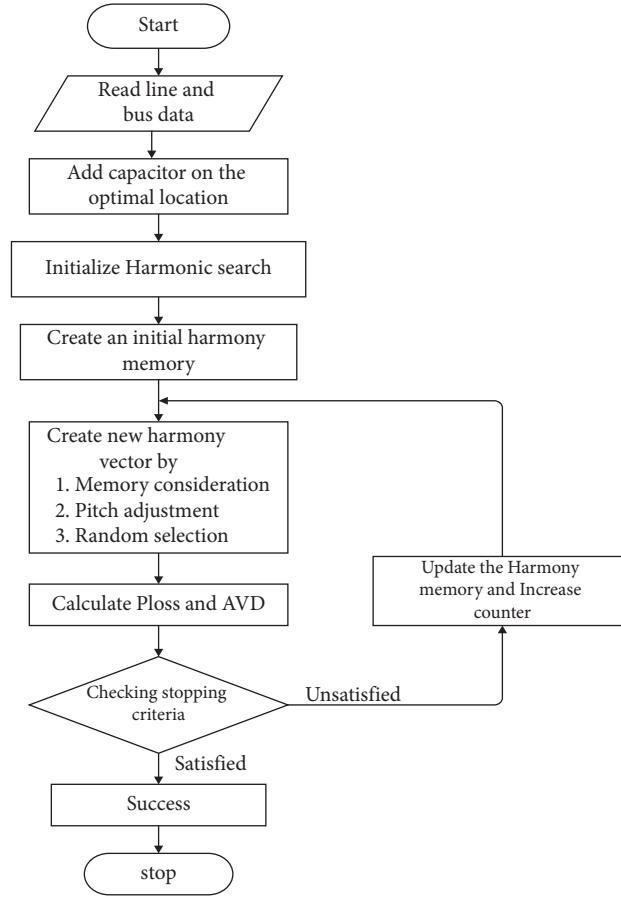 Start
Read line and
bus data
Add capacitor on the
optimal location
Initialize Harmonic search
Create an initial harmony
memory
Create new harmony
vector by
1. Memory consideration
2. Pitch adjustment
3. Random selection
Update the Harmony
memory and Increase
counter
Calculate Ploss and AVD
Checking stopping
criteria
Unsatisfied
Satisfied
Success
stop